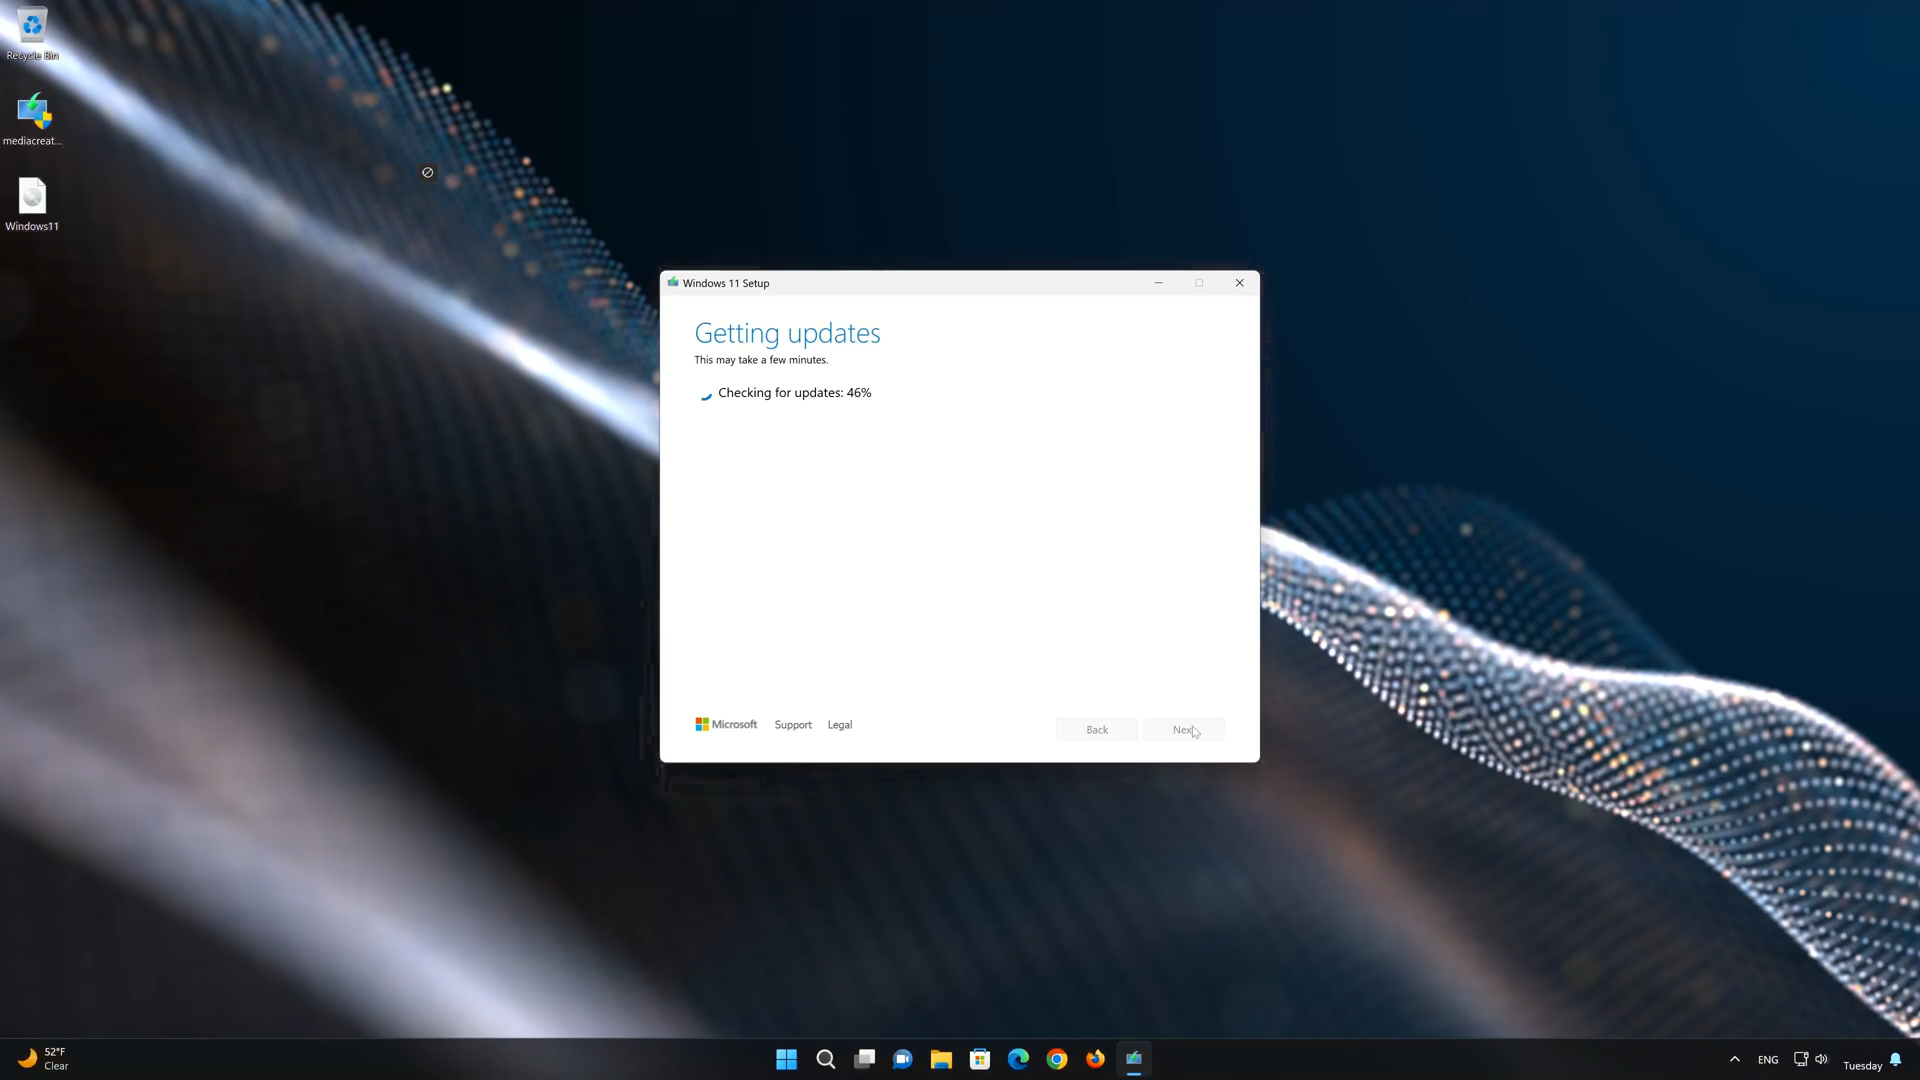 Recycle Bin
mediacreat...
Windows11
Windows 11 Setup
Getting updates
This may take a few minutes.
Checking for updates: 46%
Microsoft
Support
Legal
Back
Next
52°F
Clear
ENG
Tuesday